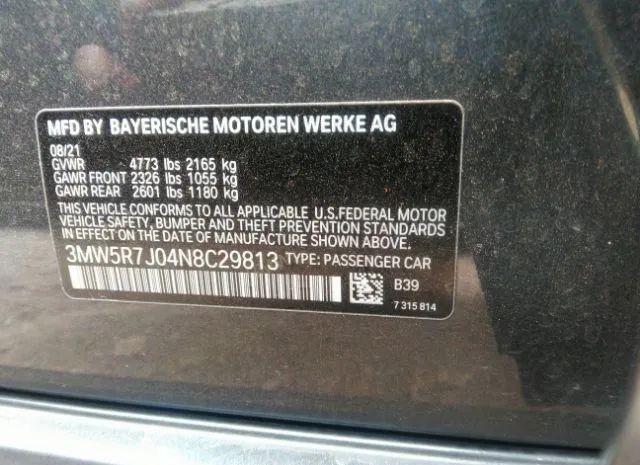 MFD BY BAYERISCHE MOTOREN WERKE AG
08/21
GVWR 4773 lbs 2165 kg
GAWR FRONT 2326 lbs 1055 kg
GAWR REAR 2601 lbs 1180 kg
THIS VEHICLE CONFORMS TO ALL APPLICABLE U.S.FEDERAL MOTOR
VEHICLE SAFETY, BUMPER AND THEFT PREVENTION STANDARDS
IN EFFECT ON THE DATE OF MANUFACTURE SHOWN ABOVE.
3MW5R7J04N8C29813 TYPE: PASSENGER CAR
B39
7 315 814